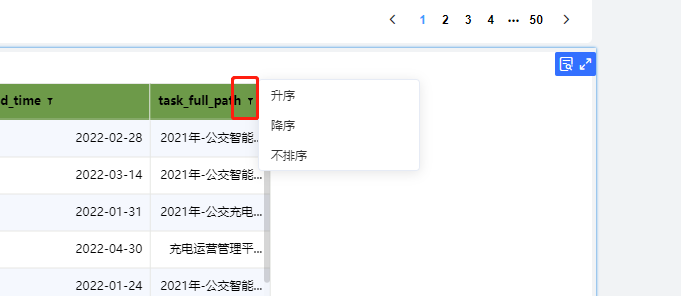 1 2 3 4 ••• 50
d_time task_full_path
升序
降序
不排序
2022-02-28 2021年-公交智能...
2022-03-14 2021年-公交智能...
2022-01-31 2021年-公交充电...
2022-04-30 充电运营管理平...
2022-01-24 2021年-公交智能...